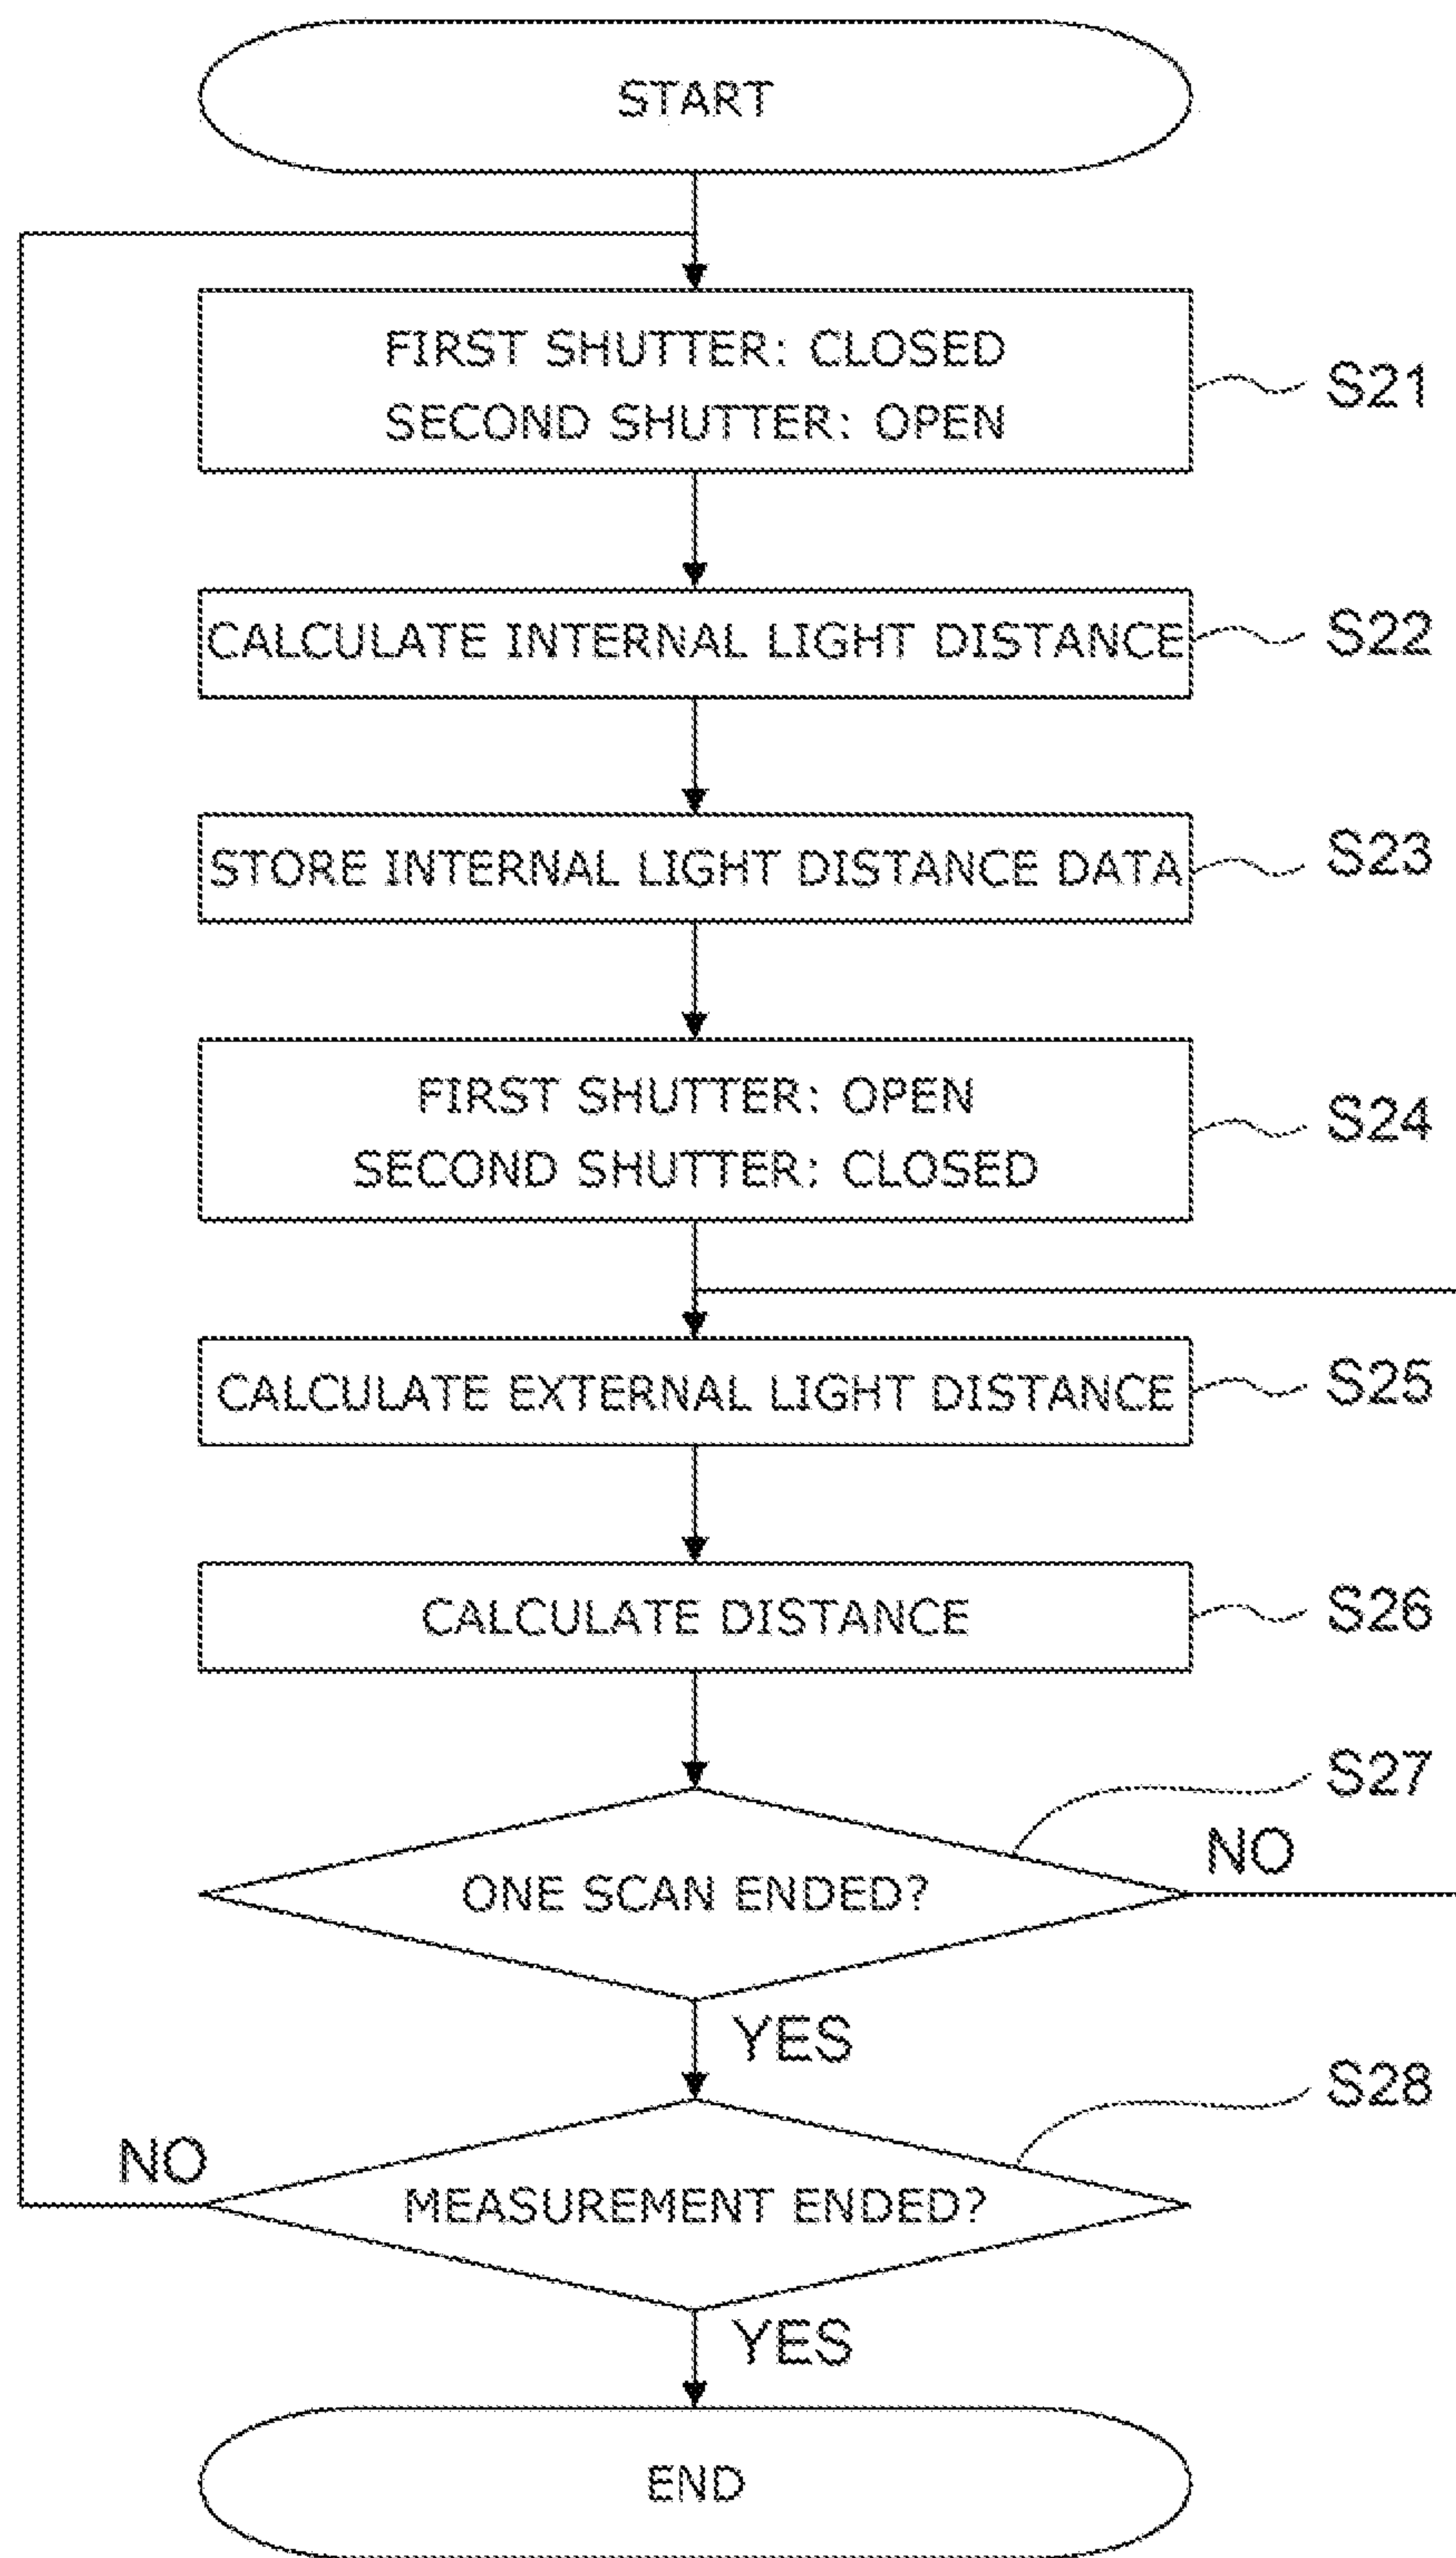 START
FIRST SHUTTER: CLOSED
SECOND SHUTTER: OPEN
S21
CALCULATE INTERNAL LIGHT DISTANCE
S22
STORE INTERNAL LIGHT DISTANCE DATA
S23
FIRST SHUTTER: OPEN
SECOND SHUTTER: CLOSED
S24
CALCULATE EXTERNAL LIGHT DISTANCE
S25
CALCULATE DISTANCE
S26
S27
NO
ONE SCAN ENDED?
YES
S28
NO
MEASUREMENT ENDED?
YES
END